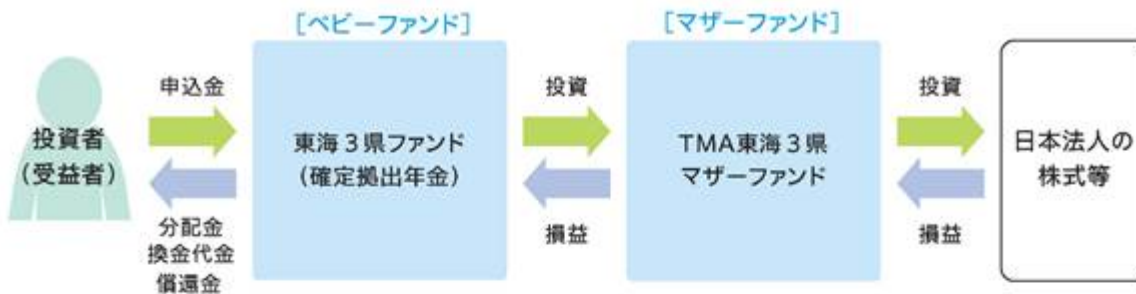 [ベビーファンド]
[マザーファンド]
投資者
(受益者)
申込金
分配金
換金代金
償還金
東海3県ファンド
(確定拠出年金)
投資
損益
TMA東海3県
マザーファンド
投資
損益
日本法人の
株式等